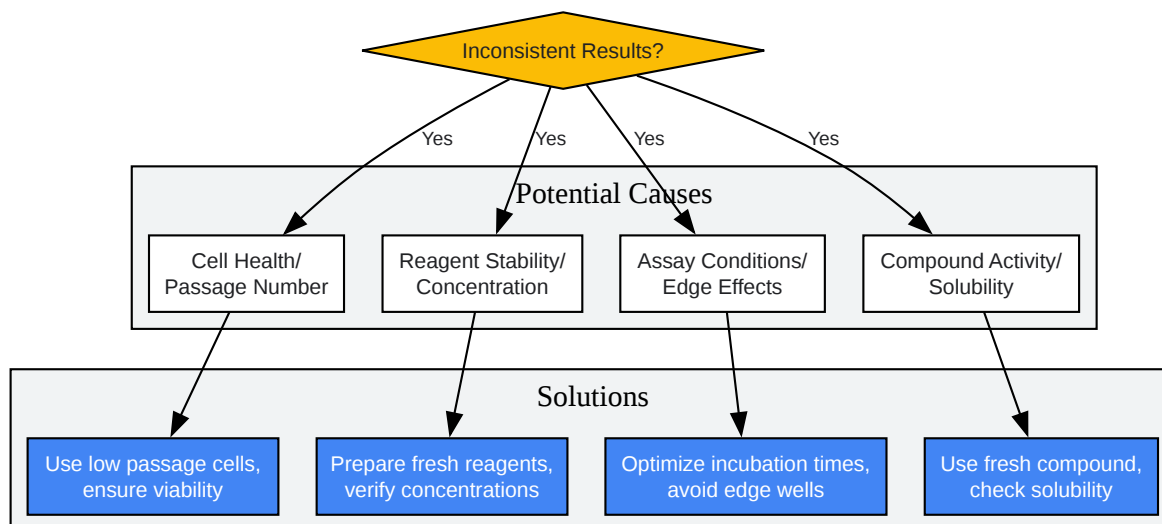 Inconsistent Results?
Yes
Yes
Yes
Yes
Potential Causes
Cell Health/
Passage Number
Reagent Stability/
Concentration
Assay Conditions/
Edge Effects
Compound Activity/
Solubility
Solutions
Use low passage cells,
ensure viability
Prepare fresh reagents,
verify concentrations
Optimize incubation times,
avoid edge wells
Use fresh compound,
check solubility